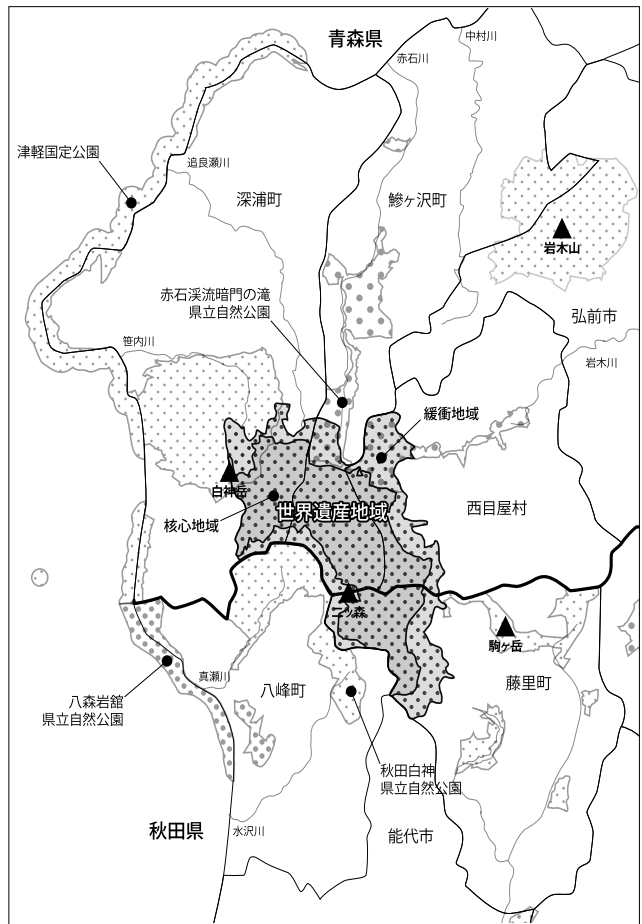 青森県
中村川
赤石川
津軽国定公園
追良瀬川
深浦町
鰺ヶ沢町
岩木山
赤石渓流暗門の滝
県立自然公園
弘前市
笹内川
岩木川
緩衝地域
白神岳
核心地域
世界遺産地域
西目屋村
二ッ森
駒ヶ岳
真瀬川
八峰町
藤里町
八森岩舘
県立自然公園
秋田白神
県立自然公園
秋田県
水沢川
能代市